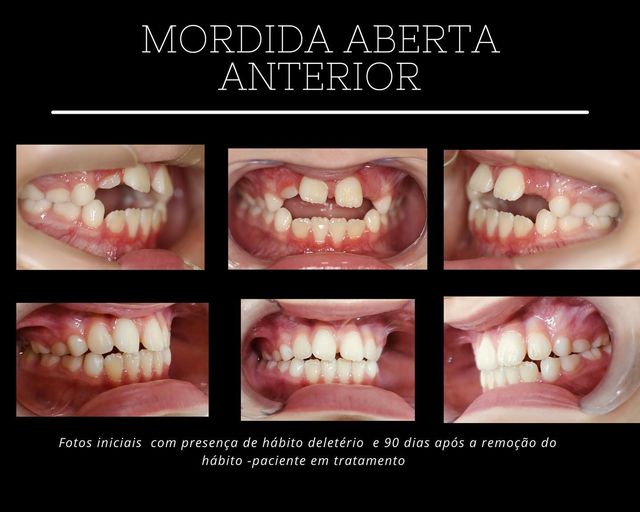 MORDIDA ABERTA
ANTERIOR
Fotos iniciais com presença de hábito deletério e 90 dias após a remoção do
hábito -paciente em tratamento